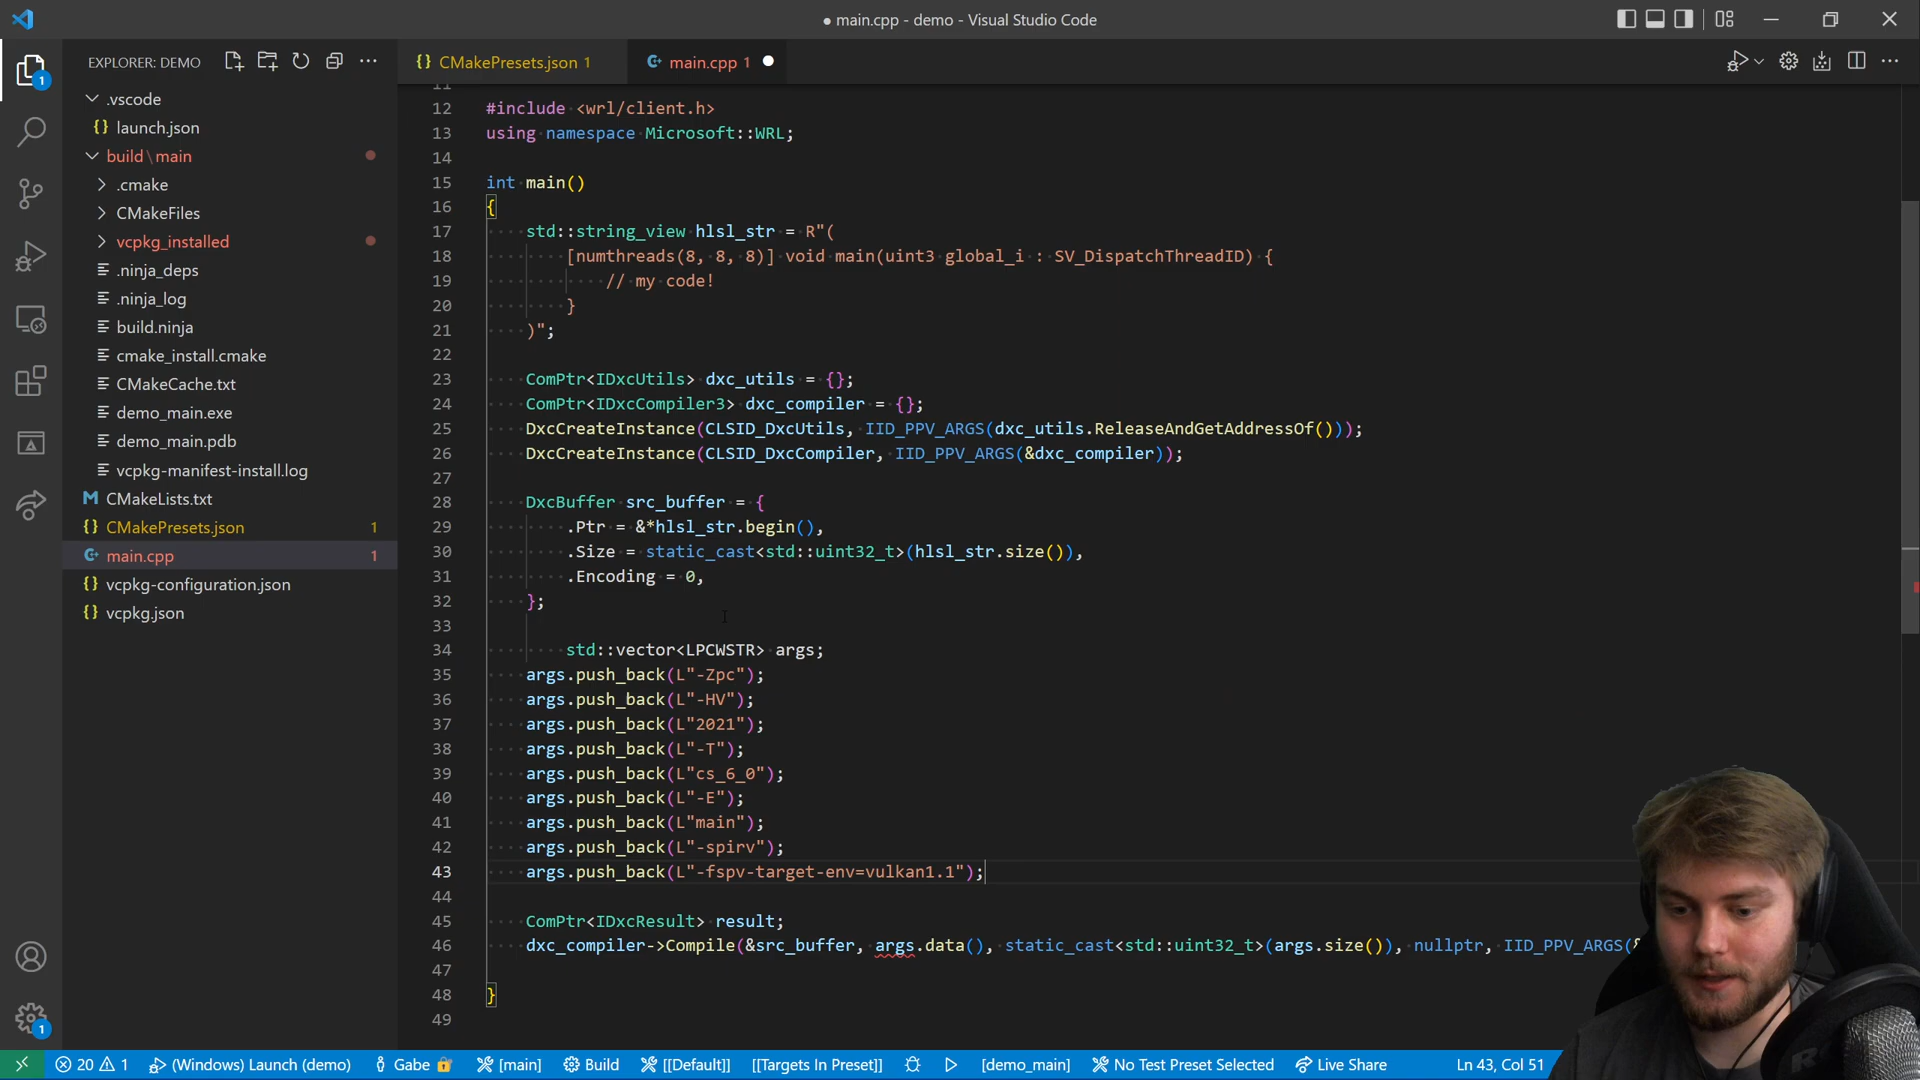 ● main.cpp - demo - Visual Studio Code
EXPLORER: DEMO
.vscode
launch.json
build\main
.cmake
CMakeFiles
vcpkg_installed
.ninja_deps
.ninja_log
build.ninja
cmake_install.cmake
CMakeCache.txt
demo_main.exe
demo_main.pdb
vcpkg-manifest-install.log
CMakeLists.txt
CMakePresets.json 1
main.cpp 1
vcpkg-configuration.json
vcpkg.json
1
1
CMakePresets.json 1
main.cpp 1 ●
11
12 #include <wrl/client.h>
13 using namespace Microsoft::WRL;
14
15 int main()
16 {
17 std::string_view hlsl_str = R"(
18 [numthreads(8, 8, 8)] void main(uint3 global_i : SV_DispatchThreadID) {
19 // my code!
20 }
21 )";
22
23 ComPtr<IDxcUtils> dxc_utils = {};
24 ComPtr<IDxcCompiler3> dxc_compiler = {};
25 DxcCreateInstance(CLSID_DxcUtils, IID_PPV_ARGS(dxc_utils.ReleaseAndGetAddressOf()));
26 DxcCreateInstance(CLSID_DxcCompiler, IID_PPV_ARGS(&dxc_compiler));
27
28 DxcBuffer src_buffer = {
29 .Ptr = &*hlsl_str.begin(),
30 .Size = static_cast<std::uint32_t>(hlsl_str.size()),
31 .Encoding = 0,
32 };
33
34 std::vector<LPCWSTR> args;
35 args.push_back(L"-Zpc");
36 args.push_back(L"-HV");
37 args.push_back(L"2021");
38 args.push_back(L"-T");
39 args.push_back(L"cs_6_0");
40 args.push_back(L"-E");
41 args.push_back(L"main");
42 args.push_back(L"-spirv");
43 args.push_back(L"-fspv-target-env=vulkan1.1");
44
45 ComPtr<IDxcResult> result;
46 dxc_compiler->Compile(&src_buffer, args.data(), static_cast<std::uint32_t>(args.size()), nullptr, IID_PPV_ARGS(&
47
48 }
49
20 1 (Windows) Launch (demo) Gabe [main] Build [[Default]] [[Targets In Preset]] [demo_main] No Test Preset Selected Live Share Ln 43, Col 51